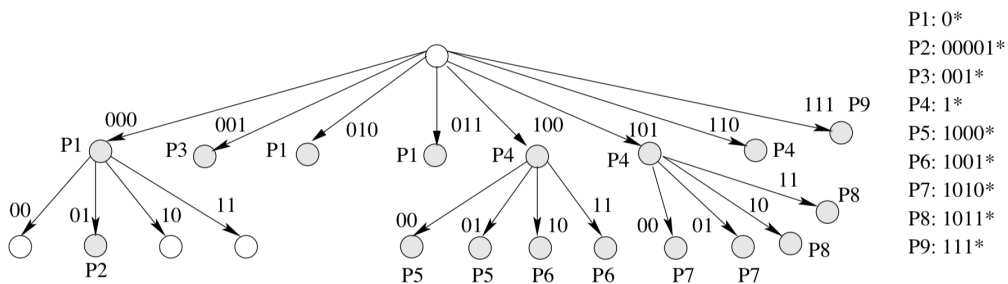 P1: 0*
P2: 00001*
P3: 001*
P4: 1*
P5: 1000*
P6: 1001*
P7: 1010*
P8: 1011*
P9: 111*
000 001 010 011 100 101 110 111 P9
P1 P3 P1 P1 P4 P4 P4
00 01 10 11 00 01 10 11 00 01 10 11 P8
P2 P5 P5 P6 P6 P7 P7 P8